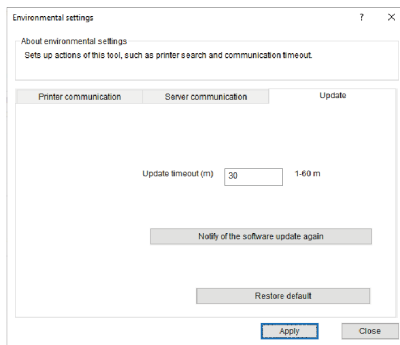 Environmental settings ? ×
About environmental settings
Sets up actions of this tool, such as printer search and communication timeout.
Printer communication Server communication Update
Update timeout (m) 30 1-60 m
Notify of the software update again
Restore default
Apply Close